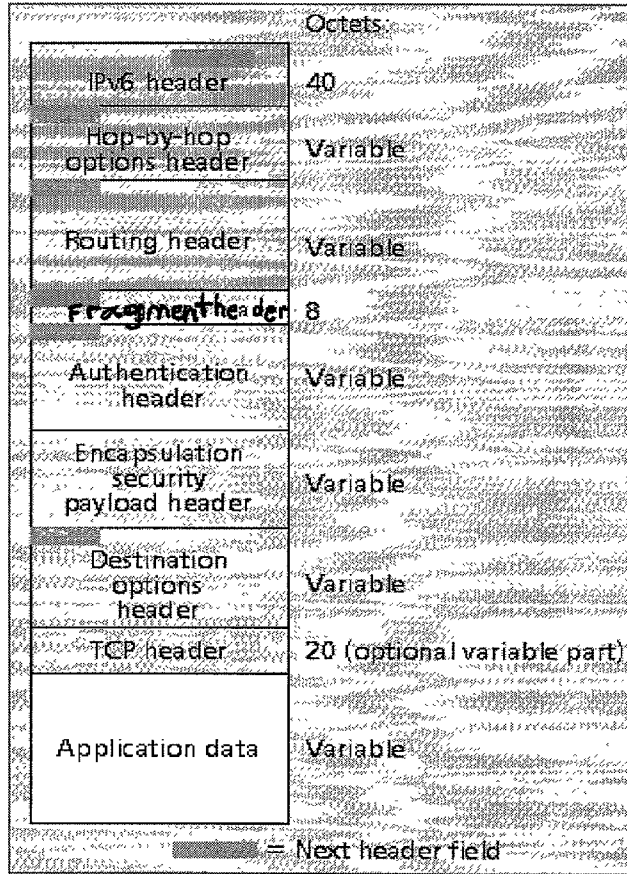 Octets:
IPv6 header 40
Hop-by-hop
options header Variable
Routing header Variable
Fragment header 8
Authentication
header Variable
Encapsulation
security
payload header Variable
Destination
options
header Variable
TCP header 20 (optional variable part)
Application data Variable
= Next header field